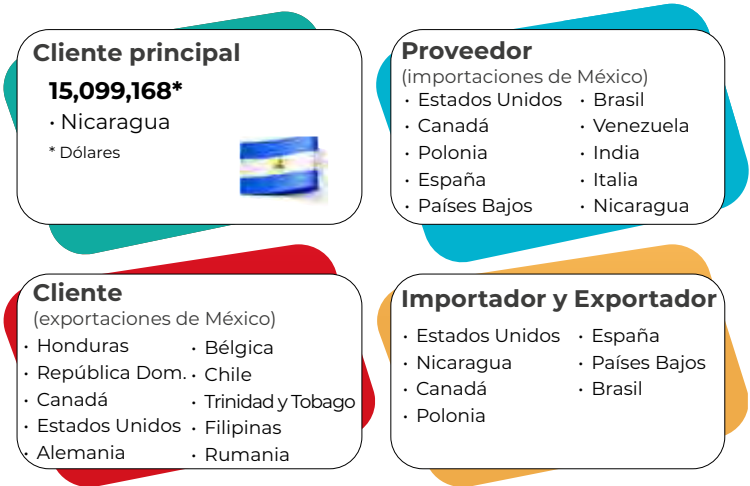 Cliente principal
15,099,168*
• Nicaragua
* Dólares
Proveedor
(importaciones de México)
• Estados Unidos
• Canadá
• Polonia
• España
• Países Bajos
• Brasil
• Venezuela
• India
• Italia
• Nicaragua
Cliente
(exportaciones de México)
• Honduras
• República Dom.
• Canadá
• Estados Unidos
• Alemania
• Bélgica
• Chile
• Trinidad y Tobago
• Filipinas
• Rumania
Importador y Exportador
• Estados Unidos
• Nicaragua
• Canadá
• Polonia
• España
• Países Bajos
• Brasil